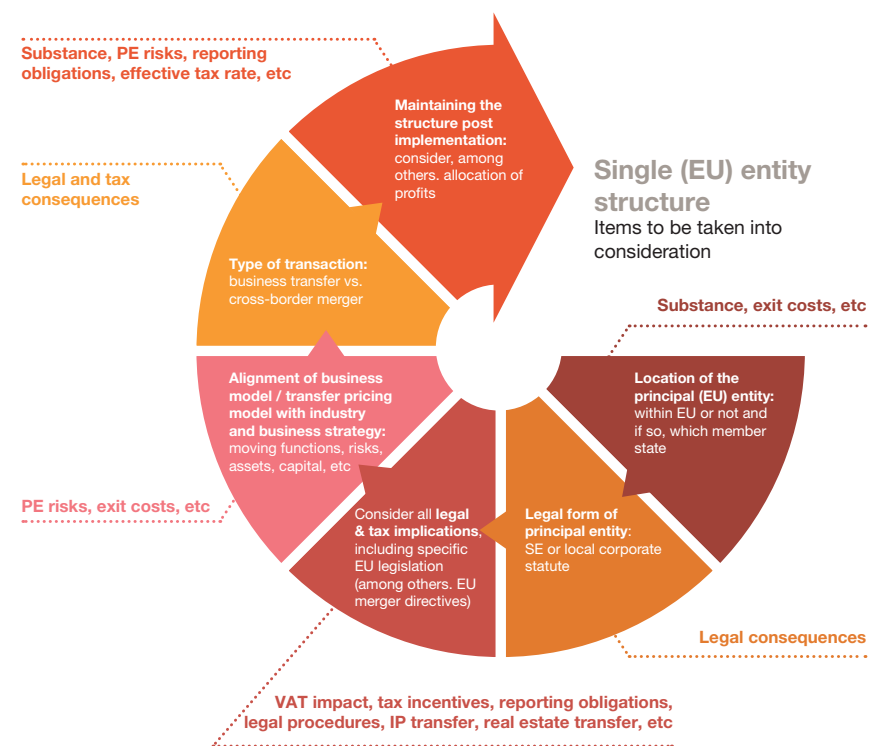 Substance, PE risks, reporting
obligations, effective tax rate, etc
Maintaining the
structure post
implementation:
consider, among
others. allocation of
profits
Single (EU) entity
structure
Items to be taken into
consideration
Legal and tax
consequences
Type of transaction:
business transfer vs.
cross-border merger
Substance, exit costs, etc
Location of the
principal (EU) entity:
within EU or not and
if so, which member
state
Alignment of business
model / transfer pricing
model with industry
and business strategy:
moving functions, risks,
assets, capital, etc
PE risks, exit costs, etc
Consider all legal
& tax implications,
including specific
EU legislation
(among others. EU
merger directives)
Legal form of
principal entity:
SE or local corporate
statute
Legal consequences
VAT impact, tax incentives, reporting obligations,
legal procedures, IP transfer, real estate transfer, etc